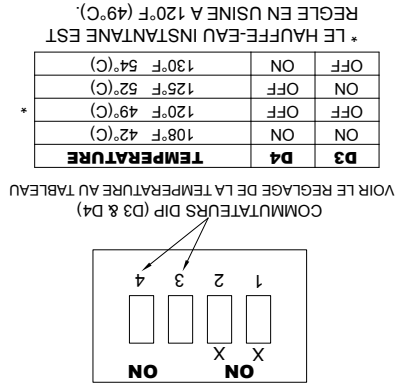 ON ON
X X
1 2 3 4
COMMUTATEURS DIP (D3 & D4)
VOIR LE REGLAGE DE LA TEMPERATURE AU TABLEAU
D3 D4 TEMPERATURE
ON ON 108°F 42°(C)
OFF OFF 120°F 49°(C) *
ON OFF 125°F 52°(C)
OFF ON 130°F 54°(C)
* LE HAUFFE-EAU INSTANTANE EST
REGLE EN USINE A 120°F (49°C).